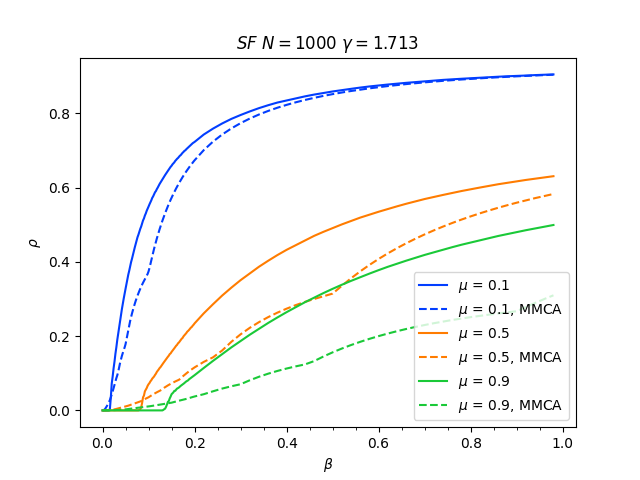 SF N = 1000 γ = 1.713
ρ
0.8
0.6
0.4
0.2
0.0
0.0 0.2 0.4 0.6 0.8 1.0
β
μ = 0.1
μ = 0.1, MMCA
μ = 0.5
μ = 0.5, MMCA
μ = 0.9
μ = 0.9, MMCA